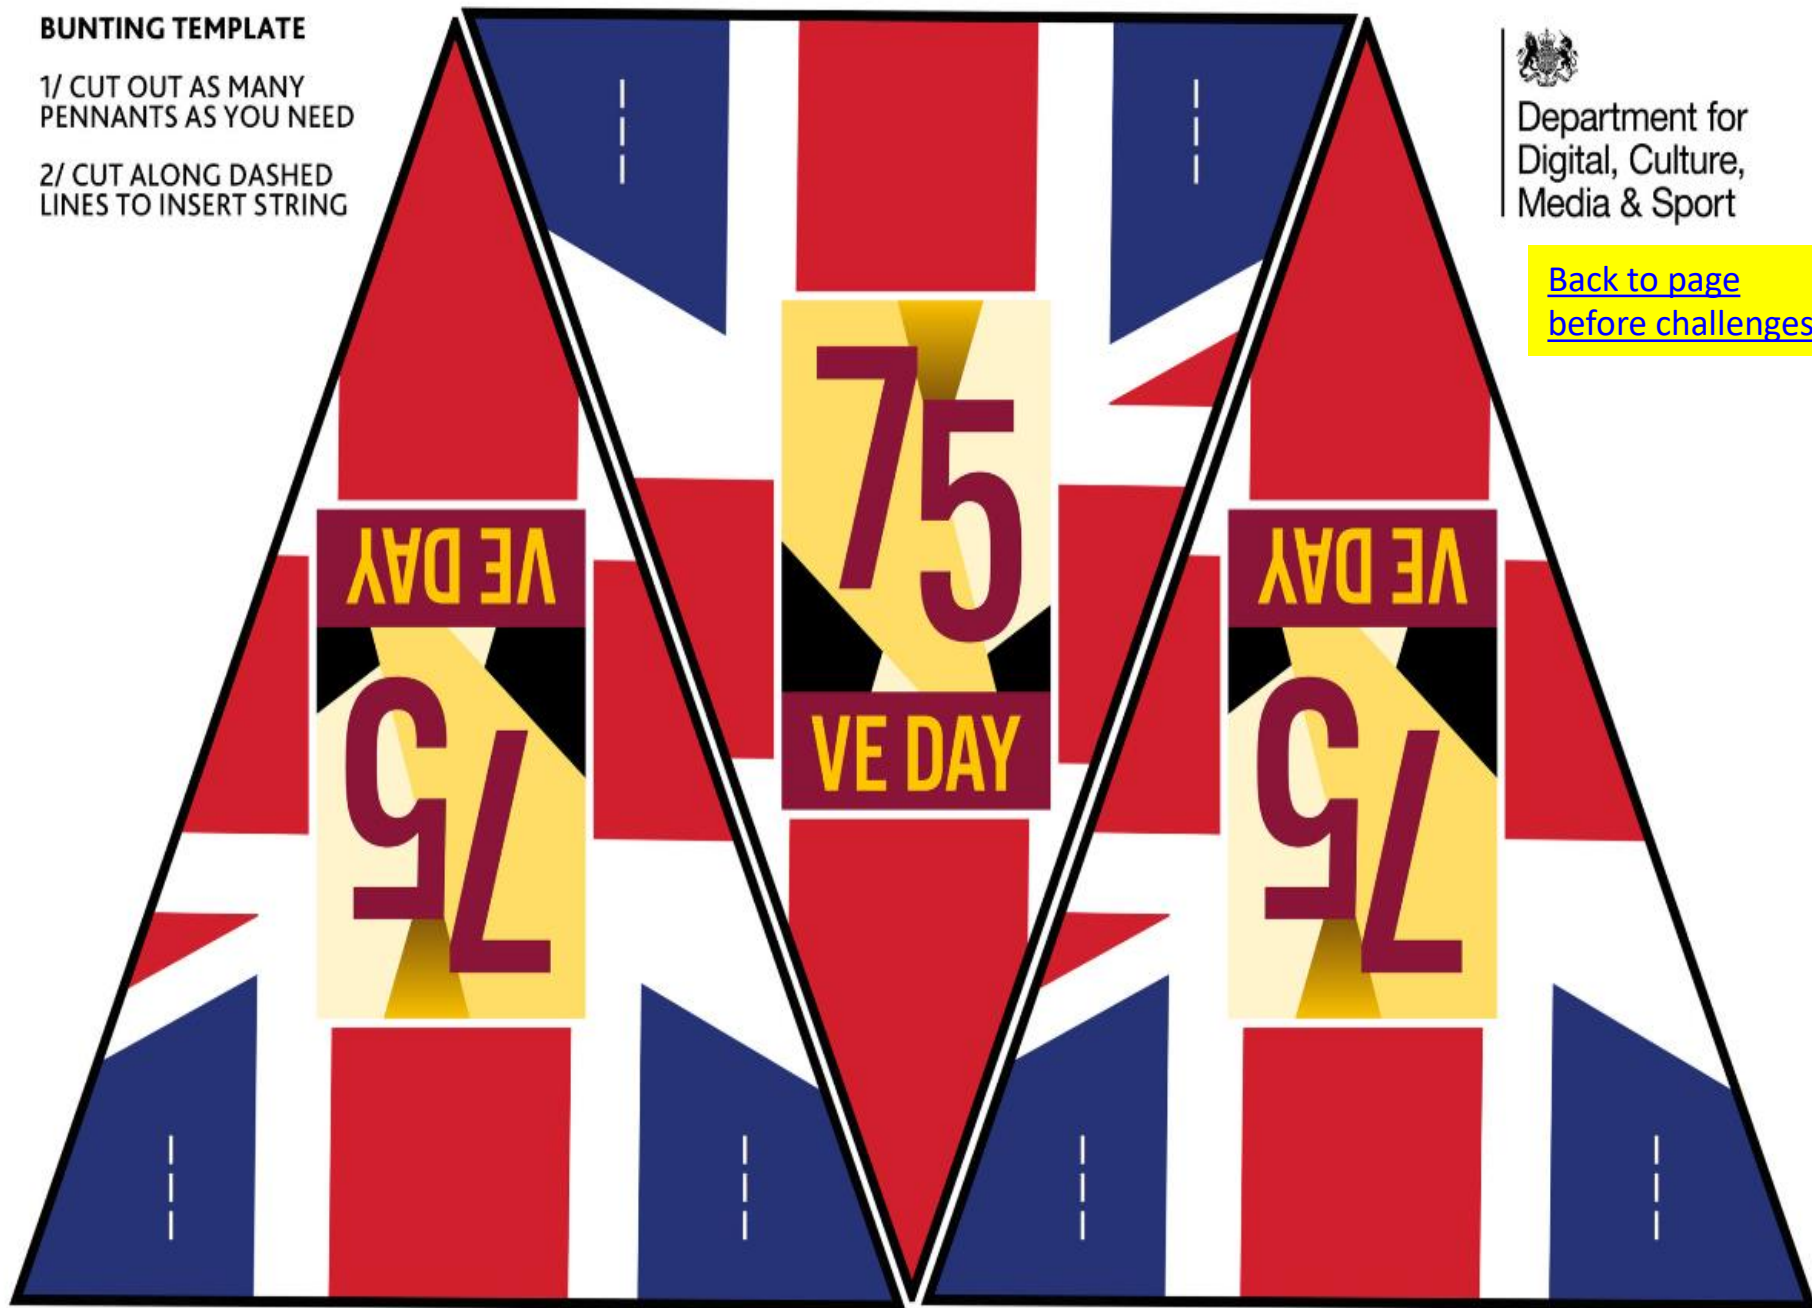 BUNTING TEMPLATE
1/ CUT OUT AS MANY
PENNANTS AS YOU NEED
2/ CUT ALONG DASHED
LINES TO INSERT STRING
Department for
Digital, Culture,
Media & Sport
Back to page
before challenges
75
VE DAY
VE DAY
75
VE DAY
75